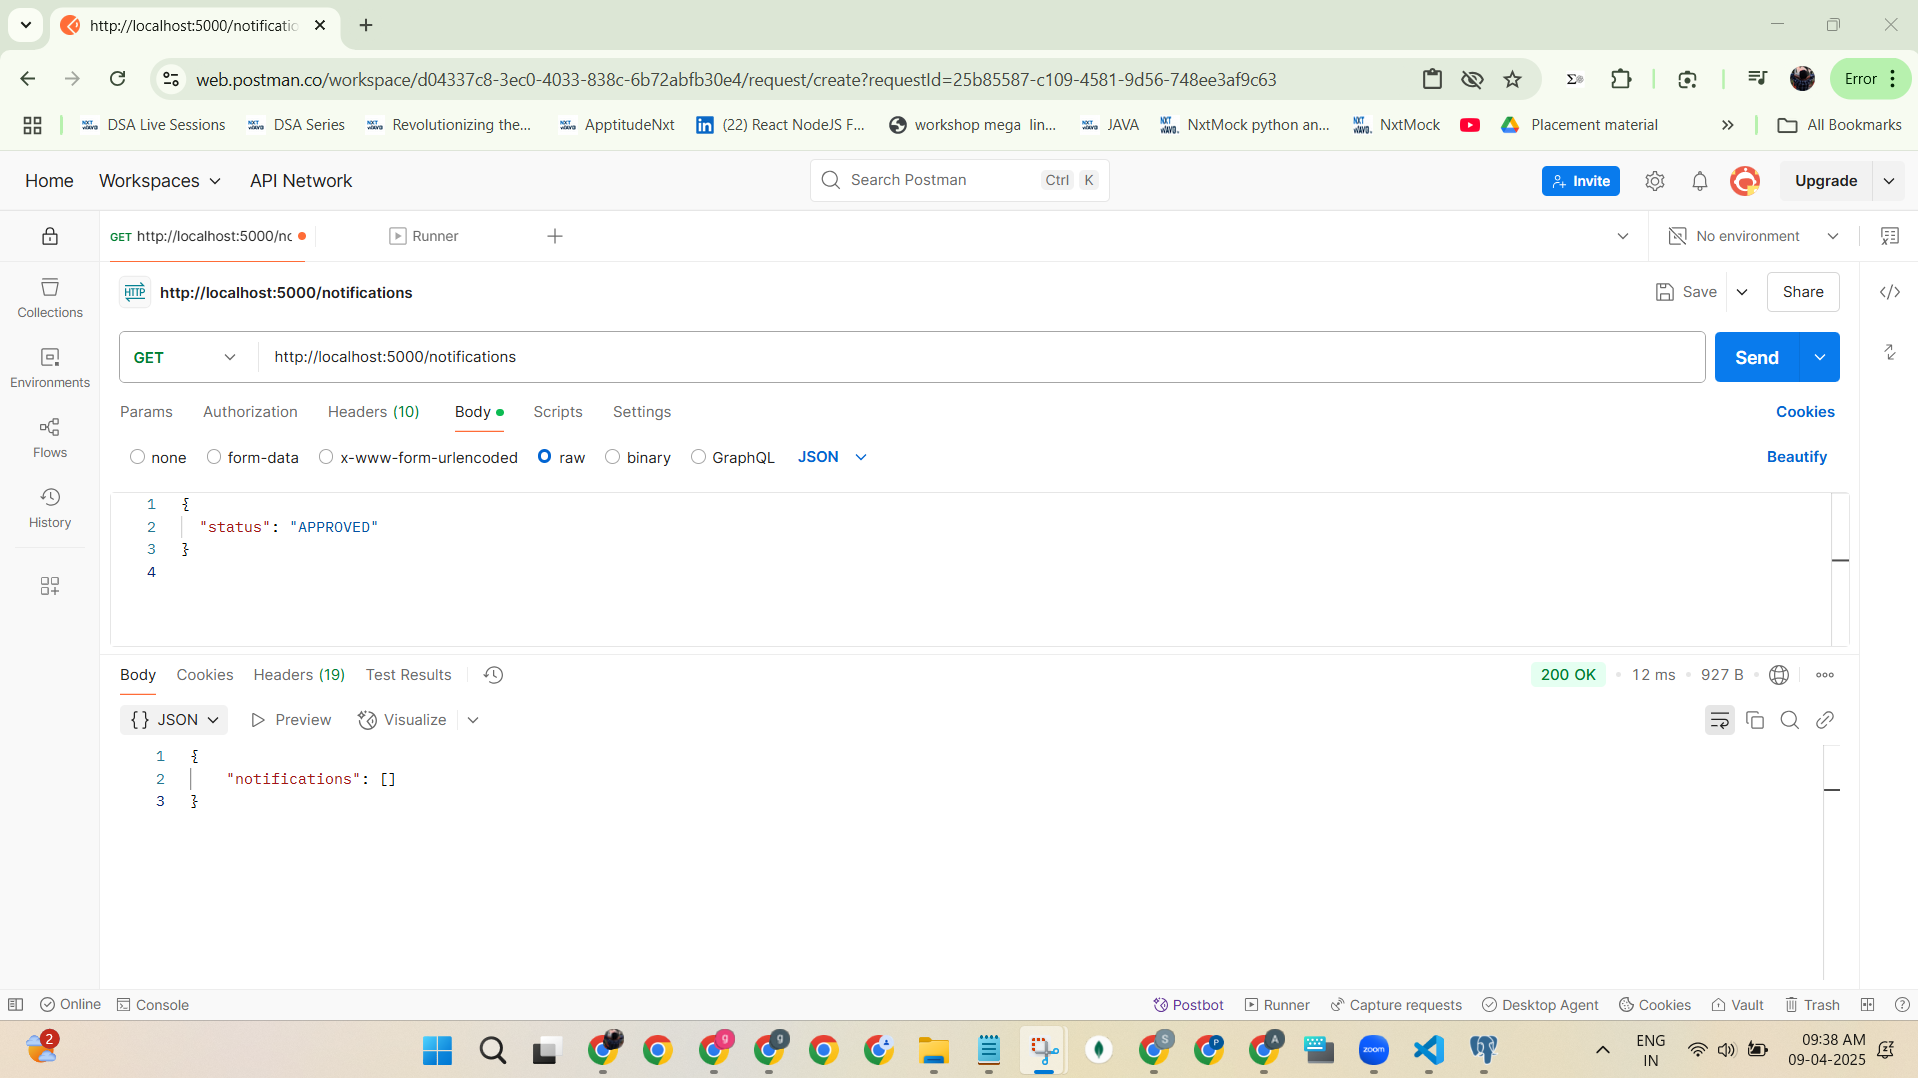 http://localhost:5000/notificatio
web.postman.co/workspace/d04337c8-3ec0-4033-838c-6b72abfb30e4/request/create?requestId=25b85587-c109-4581-9d56-748ee3af9c63
Error
DSA Live Sessions
DSA Series
Revolutionizing the...
ApptitudeNxt
(22) React NodeJS F...
workshop mega lin...
JAVA
NxtMock python an...
NxtMock
Placement material
All Bookmarks
Home
Workspaces
API Network
Search Postman
Ctrl
K
Invite
Upgrade
GET http://localhost:5000/nc
Runner
No environment
HTTP
http://localhost:5000/notifications
Save
Share
Collections
Environments
Flows
History
GET
http://localhost:5000/notifications
Send
Params
Authorization
Headers (10)
Body
Scripts
Settings
Cookies
none
form-data
x-www-form-urlencoded
raw
binary
GraphQL
JSON
Beautify
1 {
2 "status": "APPROVED"
3 }
4
Body
Cookies
Headers (19)
Test Results
200 OK
12 ms
927 B
{} JSON
Preview
Visualize
1 {
2 "notifications": []
3 }
Online
Console
Postbot
Runner
Capture requests
Desktop Agent
Cookies
Vault
Trash
2
g
g
S
P
A
zoom
ENG
IN
09:38 AM
09-04-2025